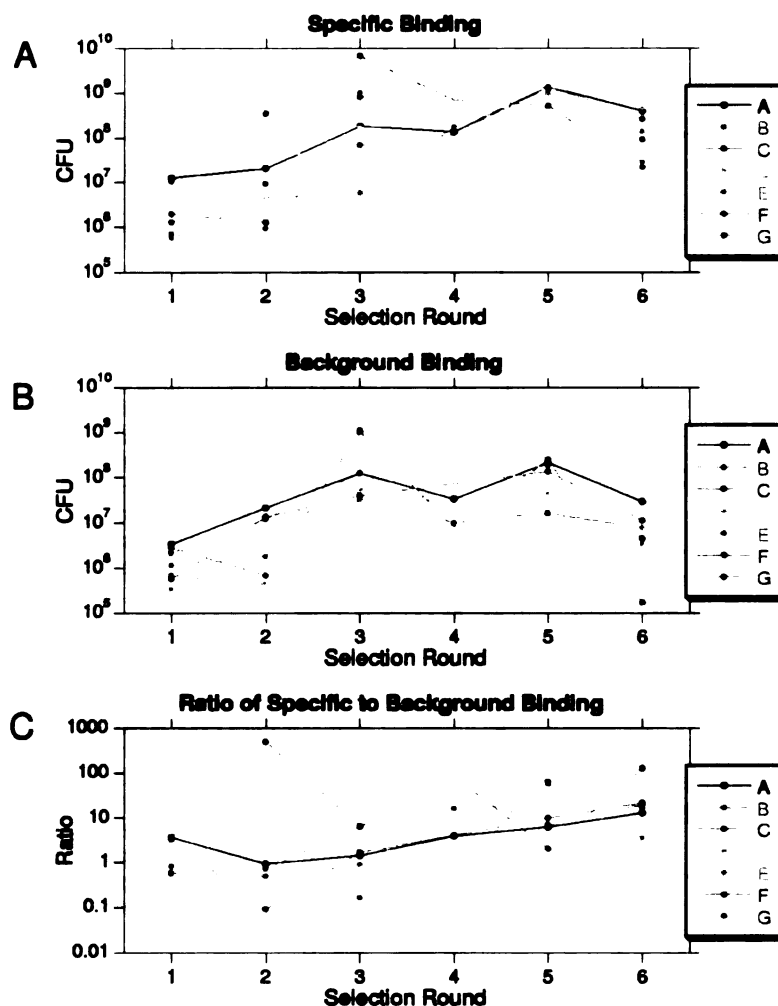 Specific Binding
A
10^10
10^9
10^8
10^7
10^6
10^5
CFU
1 2 3 4 5 6
Selection Round
A
B
C
E
F
G
Background Binding
B
10^10
10^9
10^8
10^7
10^6
10^5
CFU
1 2 3 4 5 6
Selection Round
A
B
C
E
F
G
Ratio of Specific to Background Binding
C
1000
100
10
1
0.1
0.01
Ratio
1 2 3 4 5 6
Selection Round
A
B
C
E
F
G